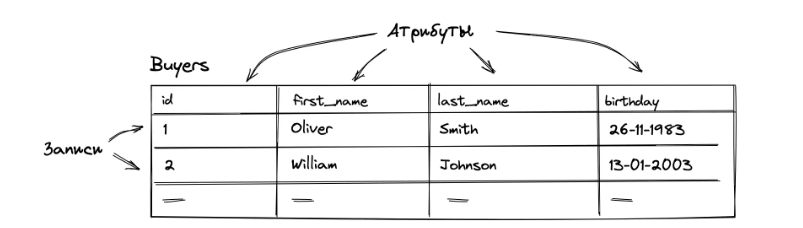 Атрибуты
Buyers
id first_name last_name birthday
1 Oliver Smith 26-11-1983
Записи
2 William Johnson 13-01-2003